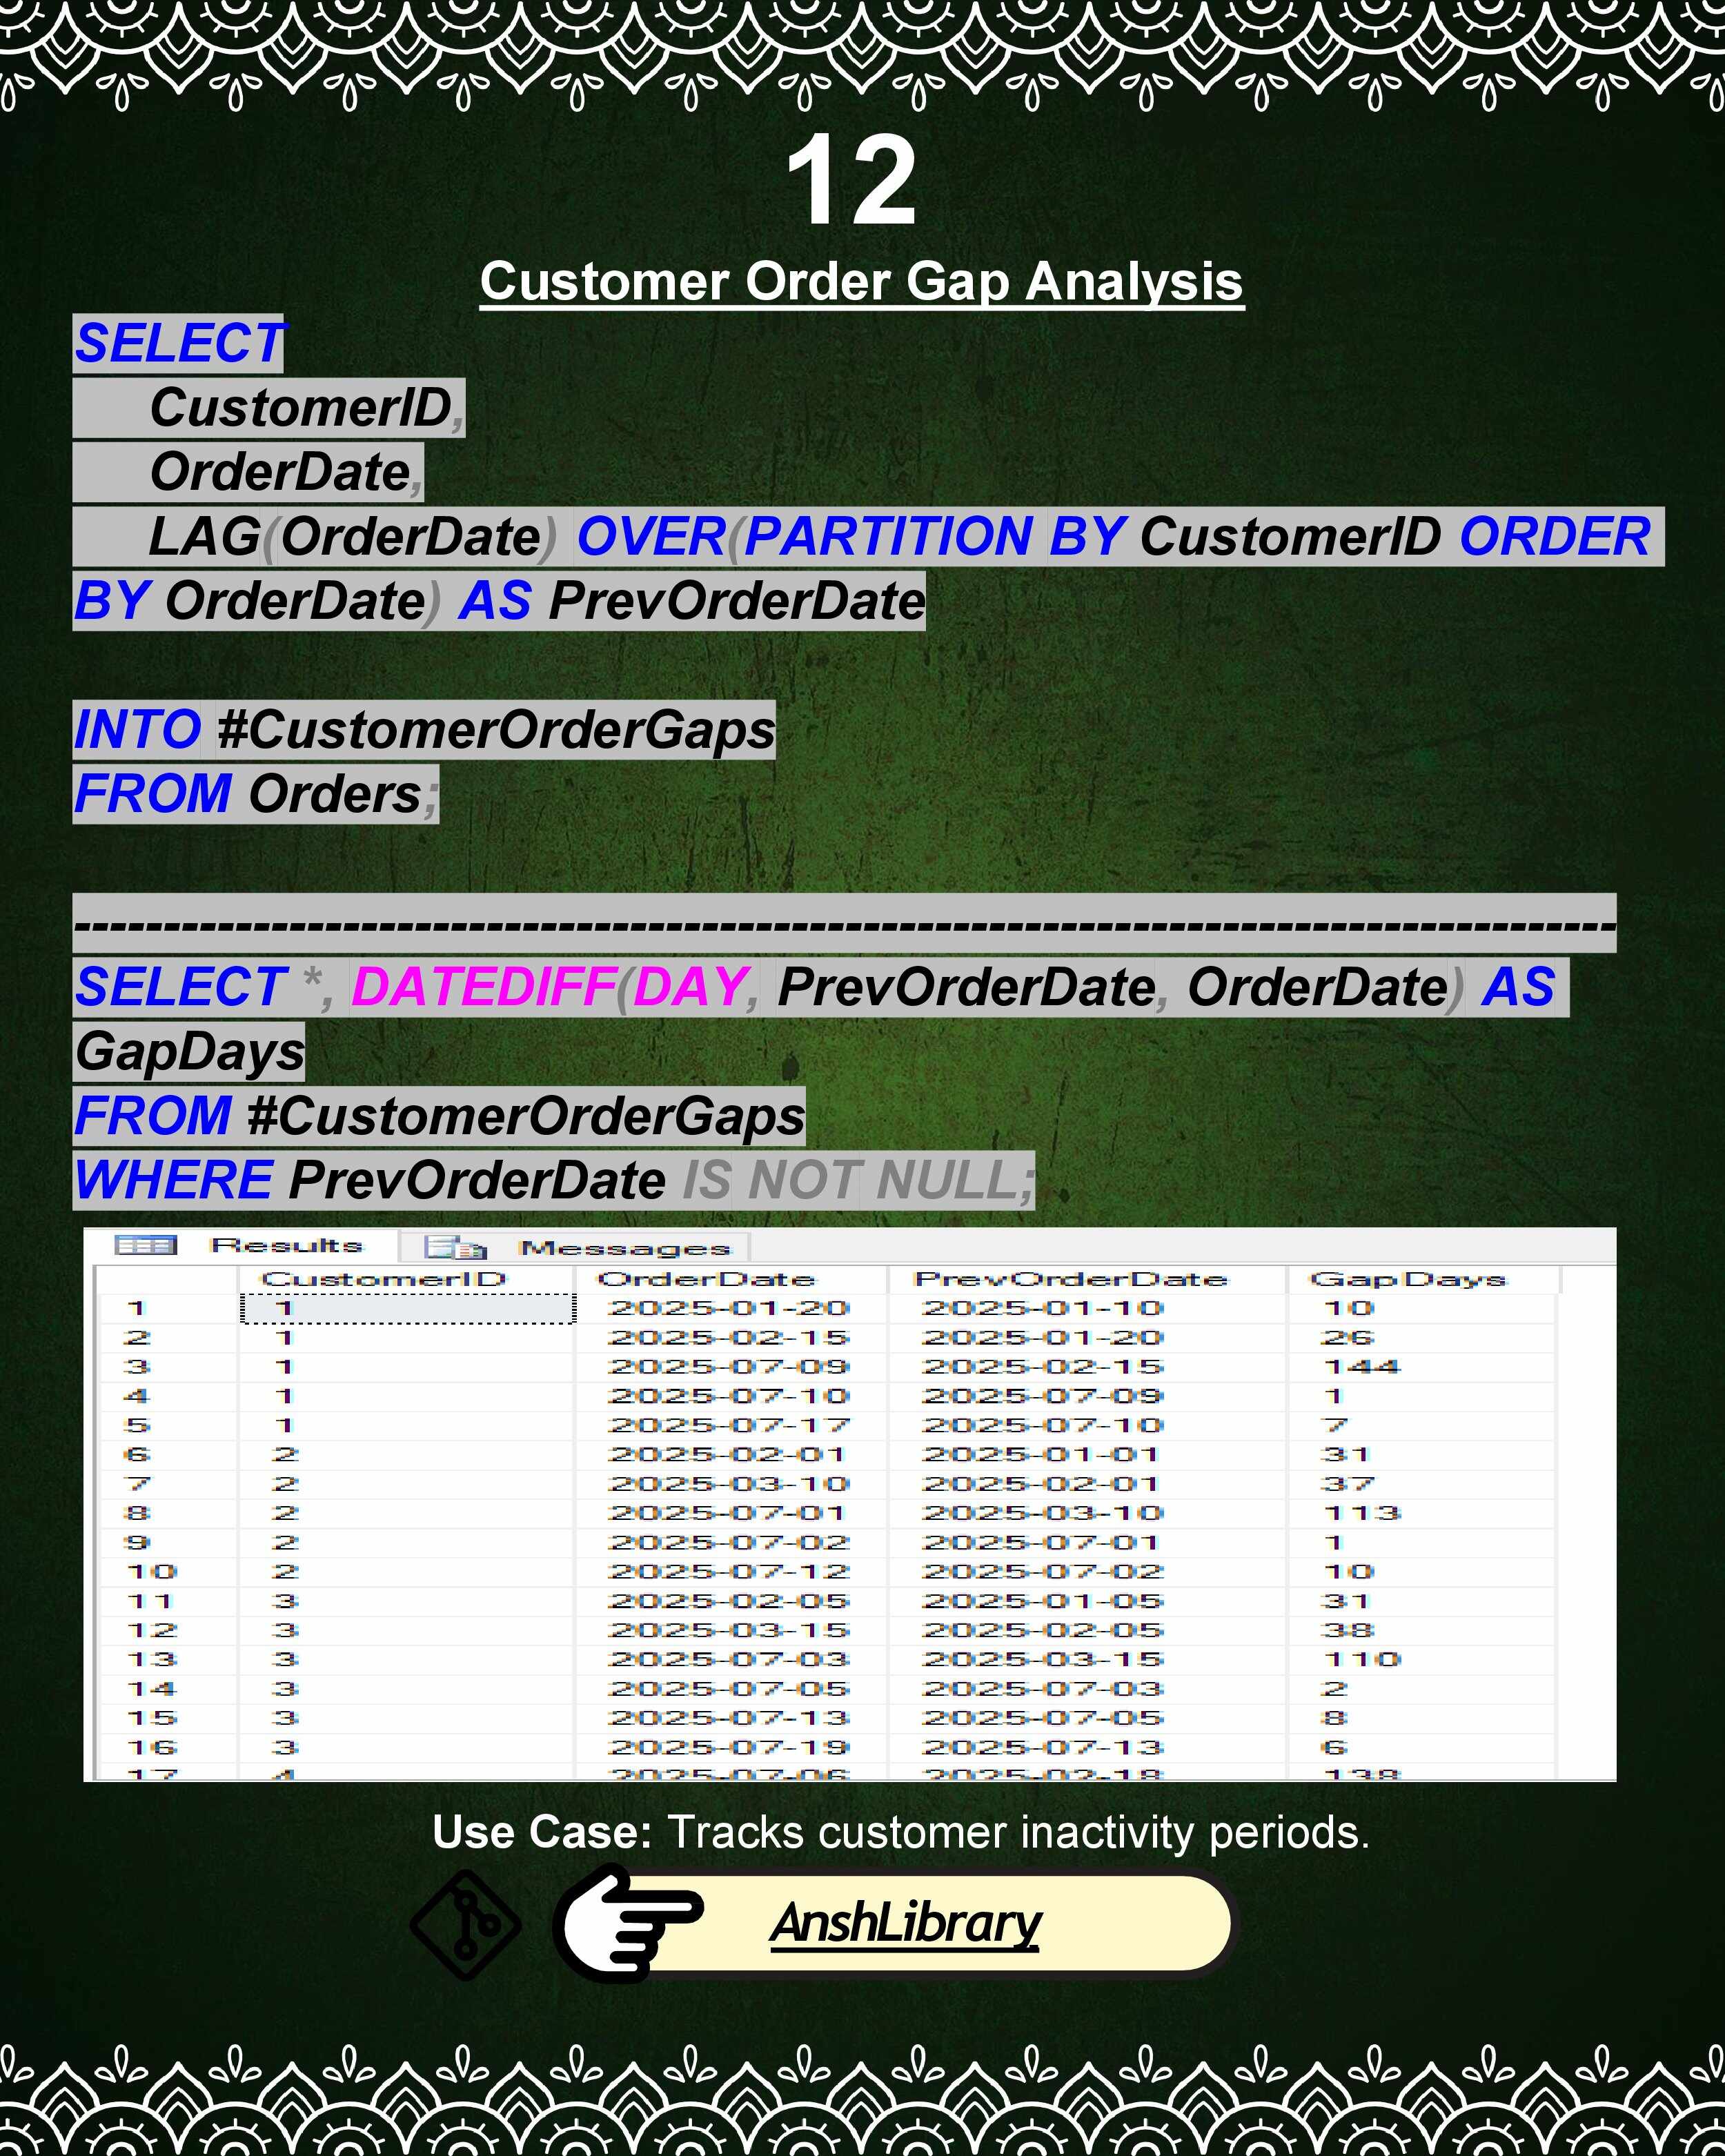 12
Customer Order Gap Analysis
SELECT
CustomerID,
OrderDate,
LAG(OrderDate) OVER(PARTITION BY CustomerID ORDER
BY OrderDate) AS PrevOrderDate
INTO #CustomerOrderGaps
FROM Orders;
---------------------------------------------------------------------------------------
SELECT *, DATEDIFF(DAY, PrevOrderDate, OrderDate) AS
GapDays
FROM #CustomerOrderGaps
WHERE PrevOrderDate IS NOT NULL;
Results Messages
CustomerID OrderDate PrevOrderDate GapDays
1 1 2025-01-20 2025-01-10 10
2 1 2025-02-15 2025-01-20 26
3 1 2025-07-09 2025-02-15 144
4 1 2025-07-10 2025-07-09 1
5 1 2025-07-17 2025-07-10 7
6 2 2025-02-01 2025-01-01 31
7 2 2025-03-10 2025-02-01 37
8 2 2025-07-01 2025-03-10 113
9 2 2025-07-02 2025-07-01 1
10 2 2025-07-12 2025-07-02 10
11 3 2025-02-05 2025-01-05 31
12 3 2025-03-15 2025-02-05 38
13 3 2025-07-03 2025-03-15 110
14 3 2025-07-05 2025-07-03 2
15 3 2025-07-13 2025-07-05 8
16 3 2025-07-19 2025-07-13 6
17 4 2025-07-06 2025-02-18 138
Use Case: Tracks customer inactivity periods.
AnshLibrary